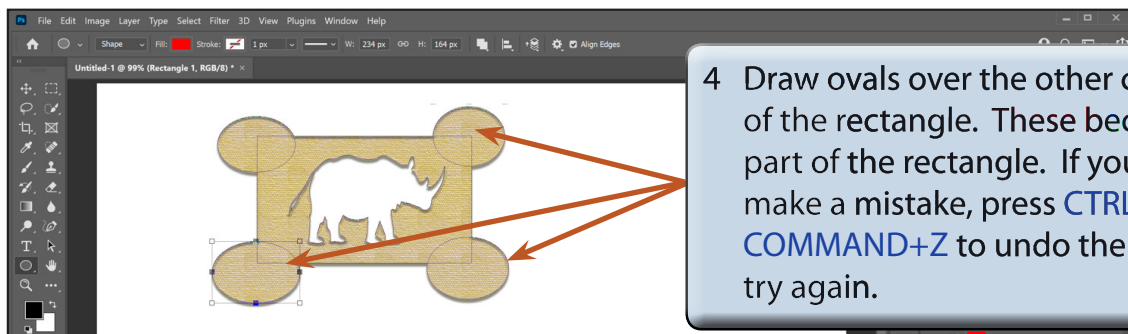 Ps File Edit Image Layer Type Select Filter 3D View Plugins Window Help
Shape Fill: Stroke: 1 px W: 234 px H: 164 px Align Edges
Untitled-1 @ 99% (Rectangle 1, RGB/8) * ×
4 Draw ovals over the other
of the rectangle. These
part of the rectangle. If you
make a mistake, press CTRL
COMMAND+Z to undo the
try again.